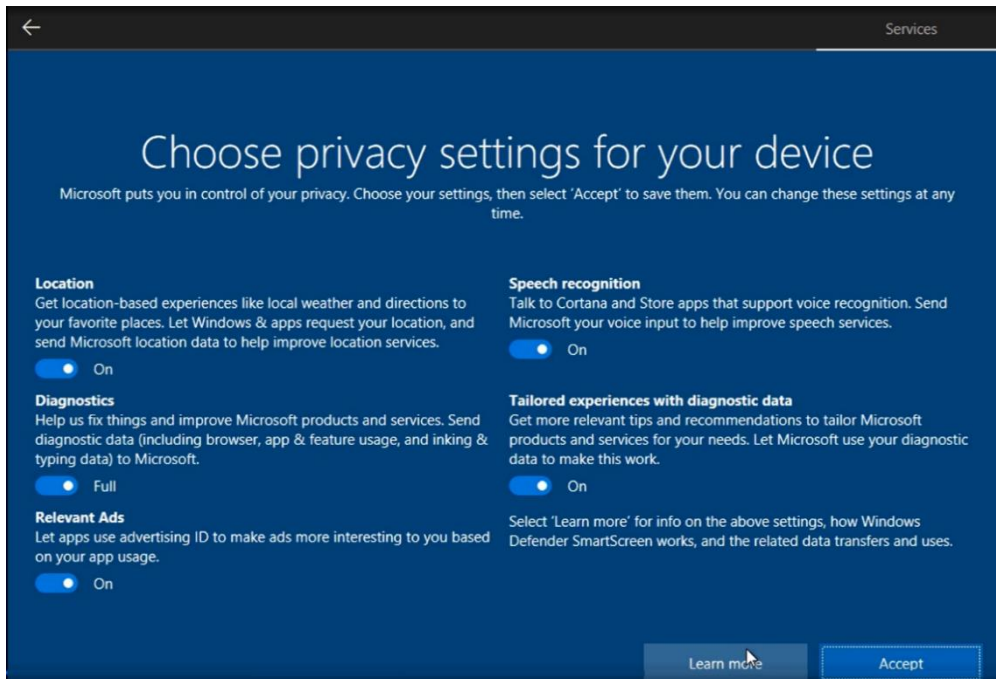 Services
Choose privacy settings for your device
Microsoft puts you in control of your privacy. Choose your settings, then select 'Accept' to save them. You can change these settings at any
time.
Location
Get location-based experiences like local weather and directions to
your favorite places. Let Windows & apps request your location, and
send Microsoft location data to help improve location services.
On
Diagnostics
Help us fix things and improve Microsoft products and services. Send
diagnostic data (including browser, app & feature usage, and inking &
typing data) to Microsoft.
Full
Relevant Ads
Let apps use advertising ID to make ads more interesting to you based
on your app usage.
On
Speech recognition
Talk to Cortana and Store apps that support voice recognition. Send
Microsoft your voice input to help improve speech services.
On
Tailored experiences with diagnostic data
Get more relevant tips and recommendations to tailor Microsoft
products and services for your needs. Let Microsoft use your diagnostic
data to make this work.
On
Select 'Learn more' for info on the above settings, how Windows
Defender SmartScreen works, and the related data transfers and uses.
Learn more
Accept